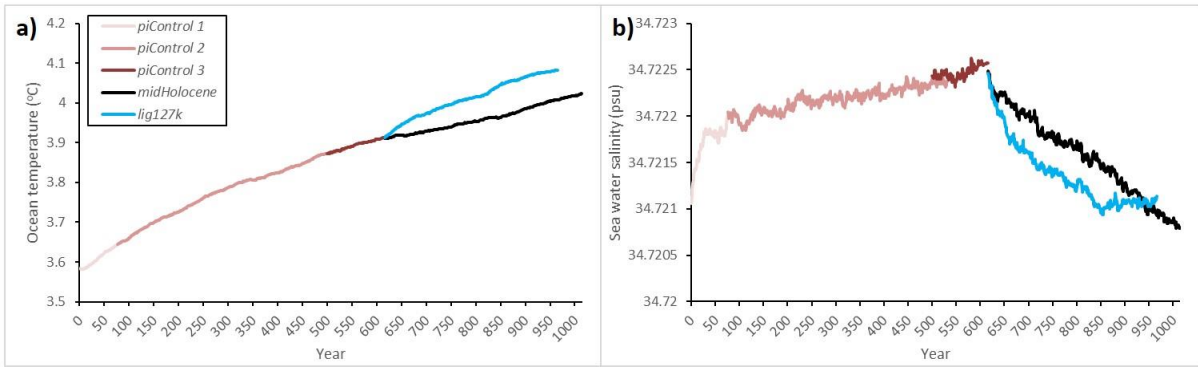 a)
piControl 1
piControl 2
piControl 3
midHolocene
lig127k
4.2
4.1
4
3.9
3.8
3.7
3.6
3.5
Ocean temperature (°C)
0 50 100 150 200 250 300 350 400 450 500 550 600 650 700 750 800 850 900 950 1000
Year
b)
34.723
34.7225
34.722
34.7215
34.721
34.7205
34.72
Sea water salinity (psu)
0 50 100 150 200 250 300 350 400 450 500 550 600 650 700 750 800 850 900 950 1000
Year